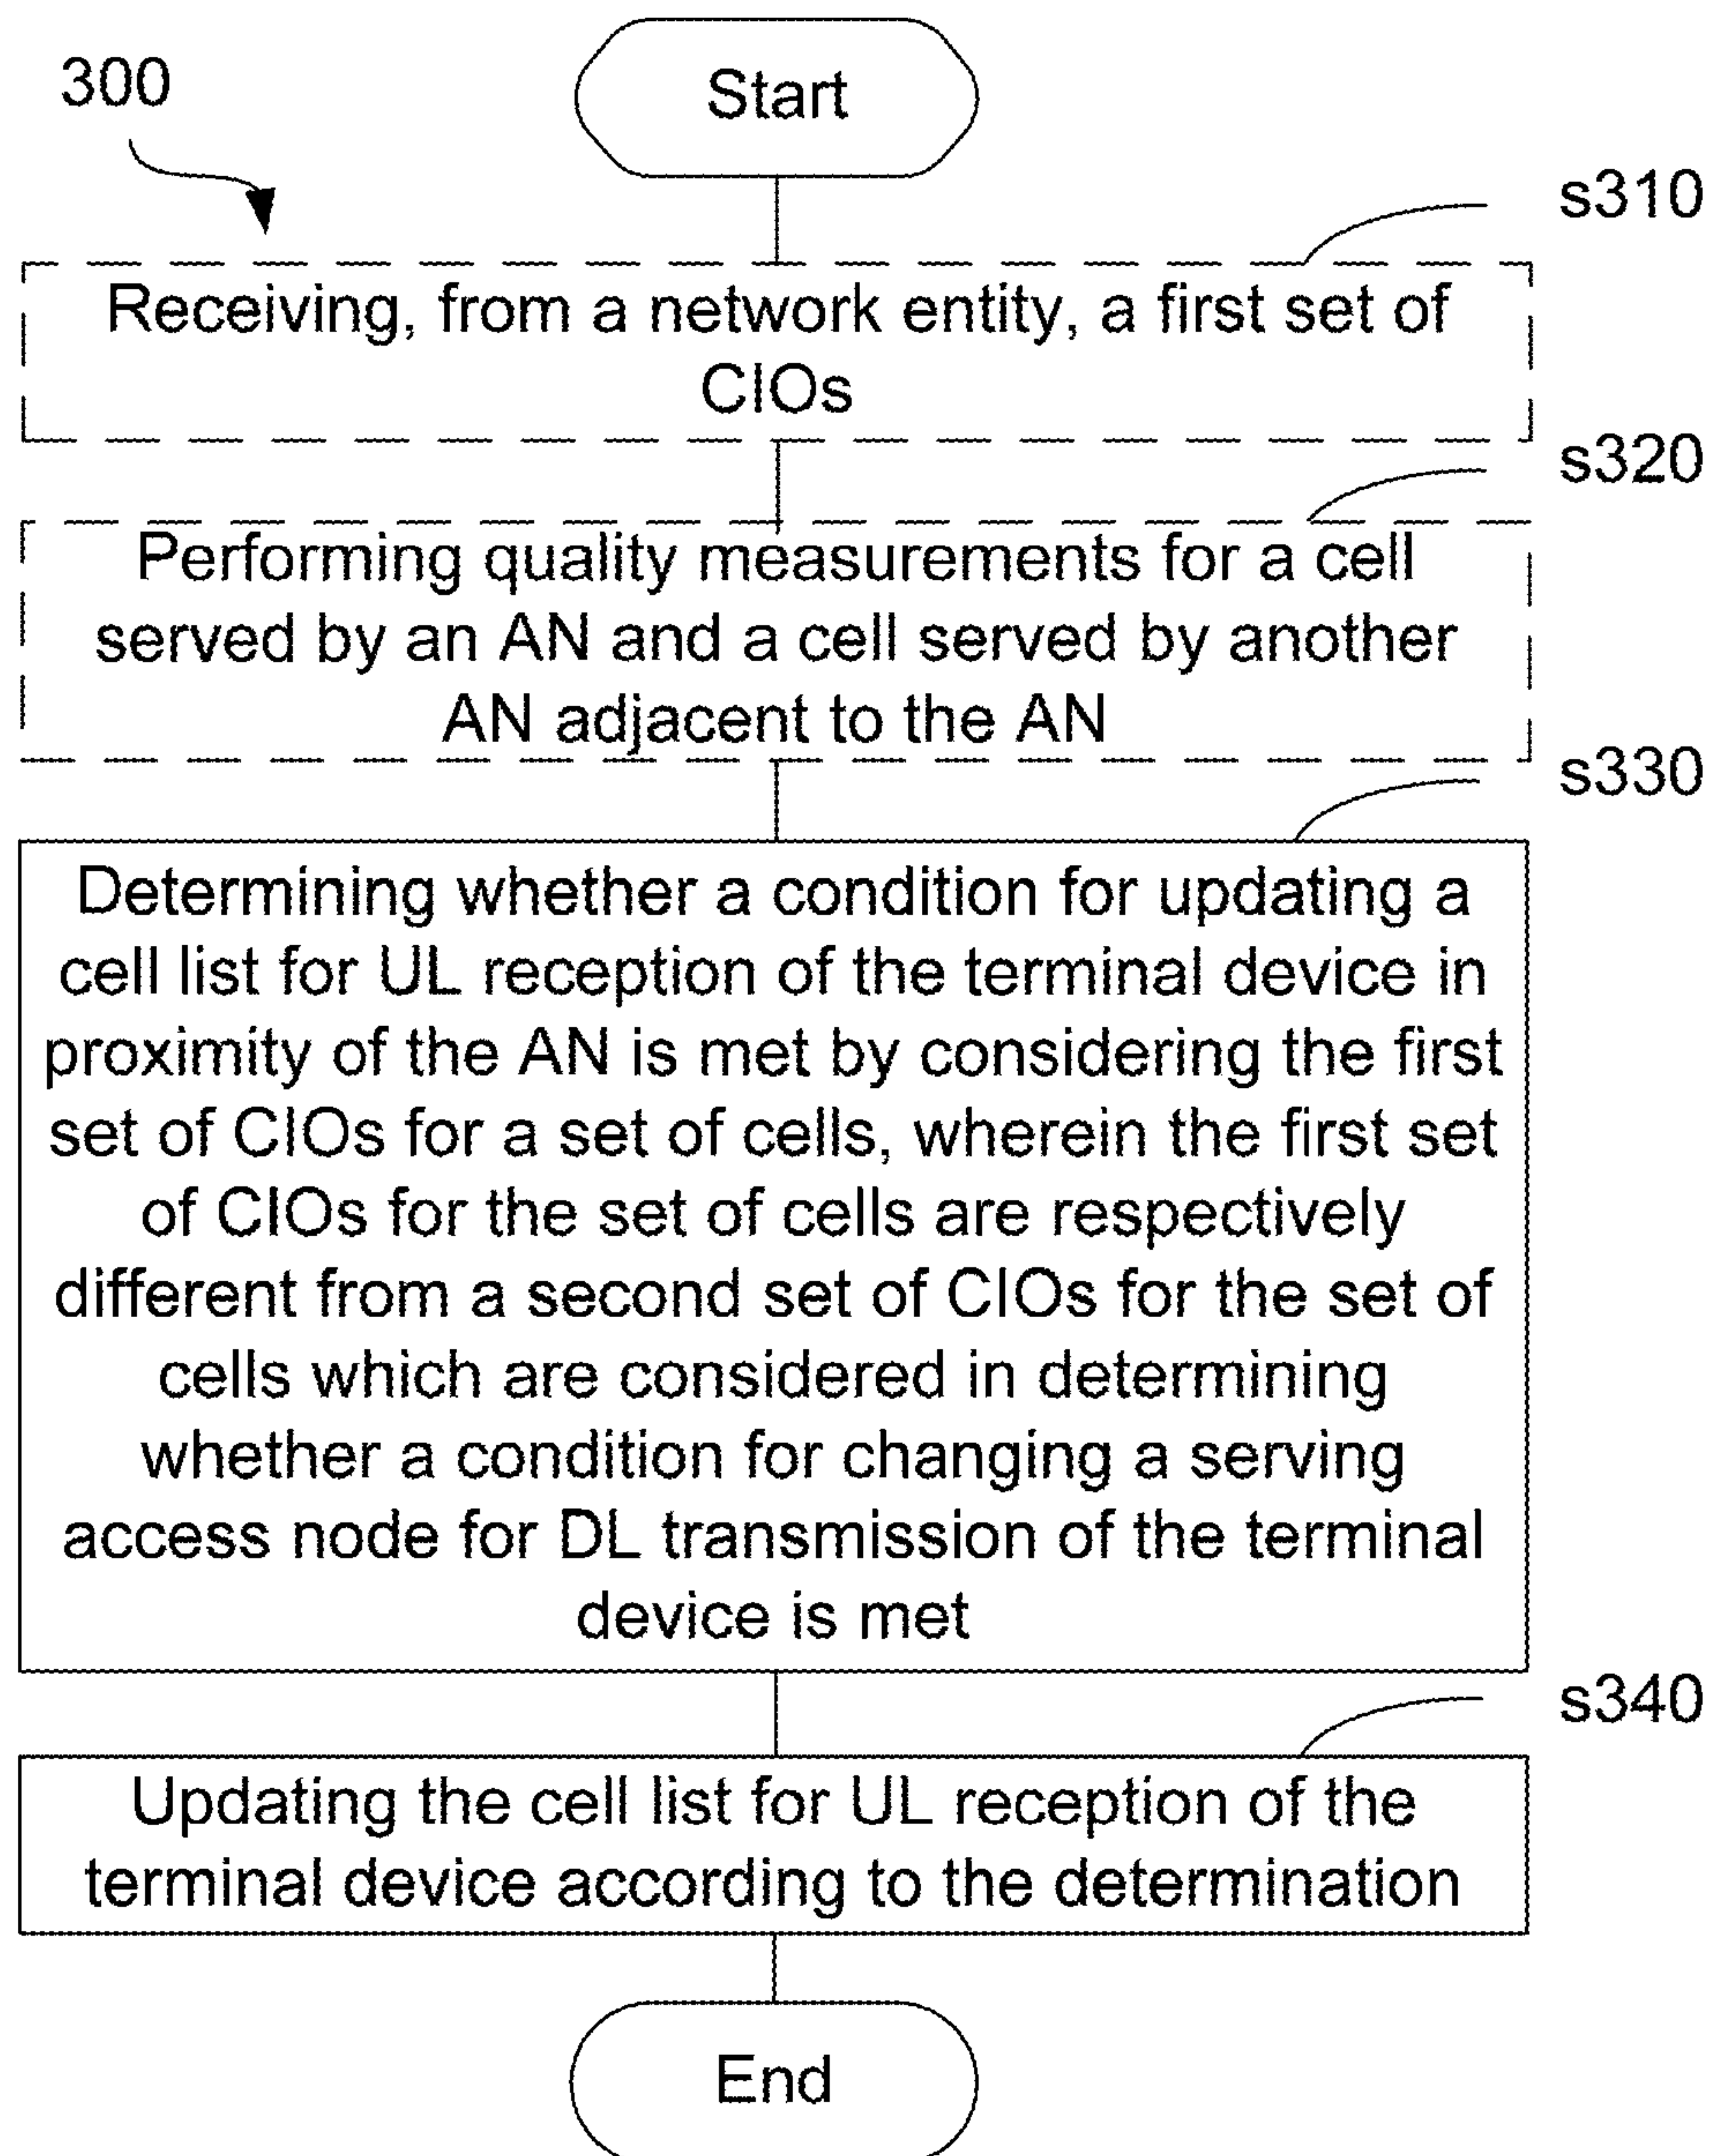 300
Start
s310
Receiving, from a network entity, a first set of
CIOs
s320
Performing quality measurements for a cell
served by an AN and a cell served by another
AN adjacent to the AN
s330
Determining whether a condition for updating a
cell list for UL reception of the terminal device in
proximity of the AN is met by considering the first
set of CIOs for a set of cells, wherein the first set
of CIOs for the set of cells are respectively
different from a second set of CIOs for the set of
cells which are considered in determining
whether a condition for changing a serving
access node for DL transmission of the terminal
device is met
s340
Updating the cell list for UL reception of the
terminal device according to the determination
End